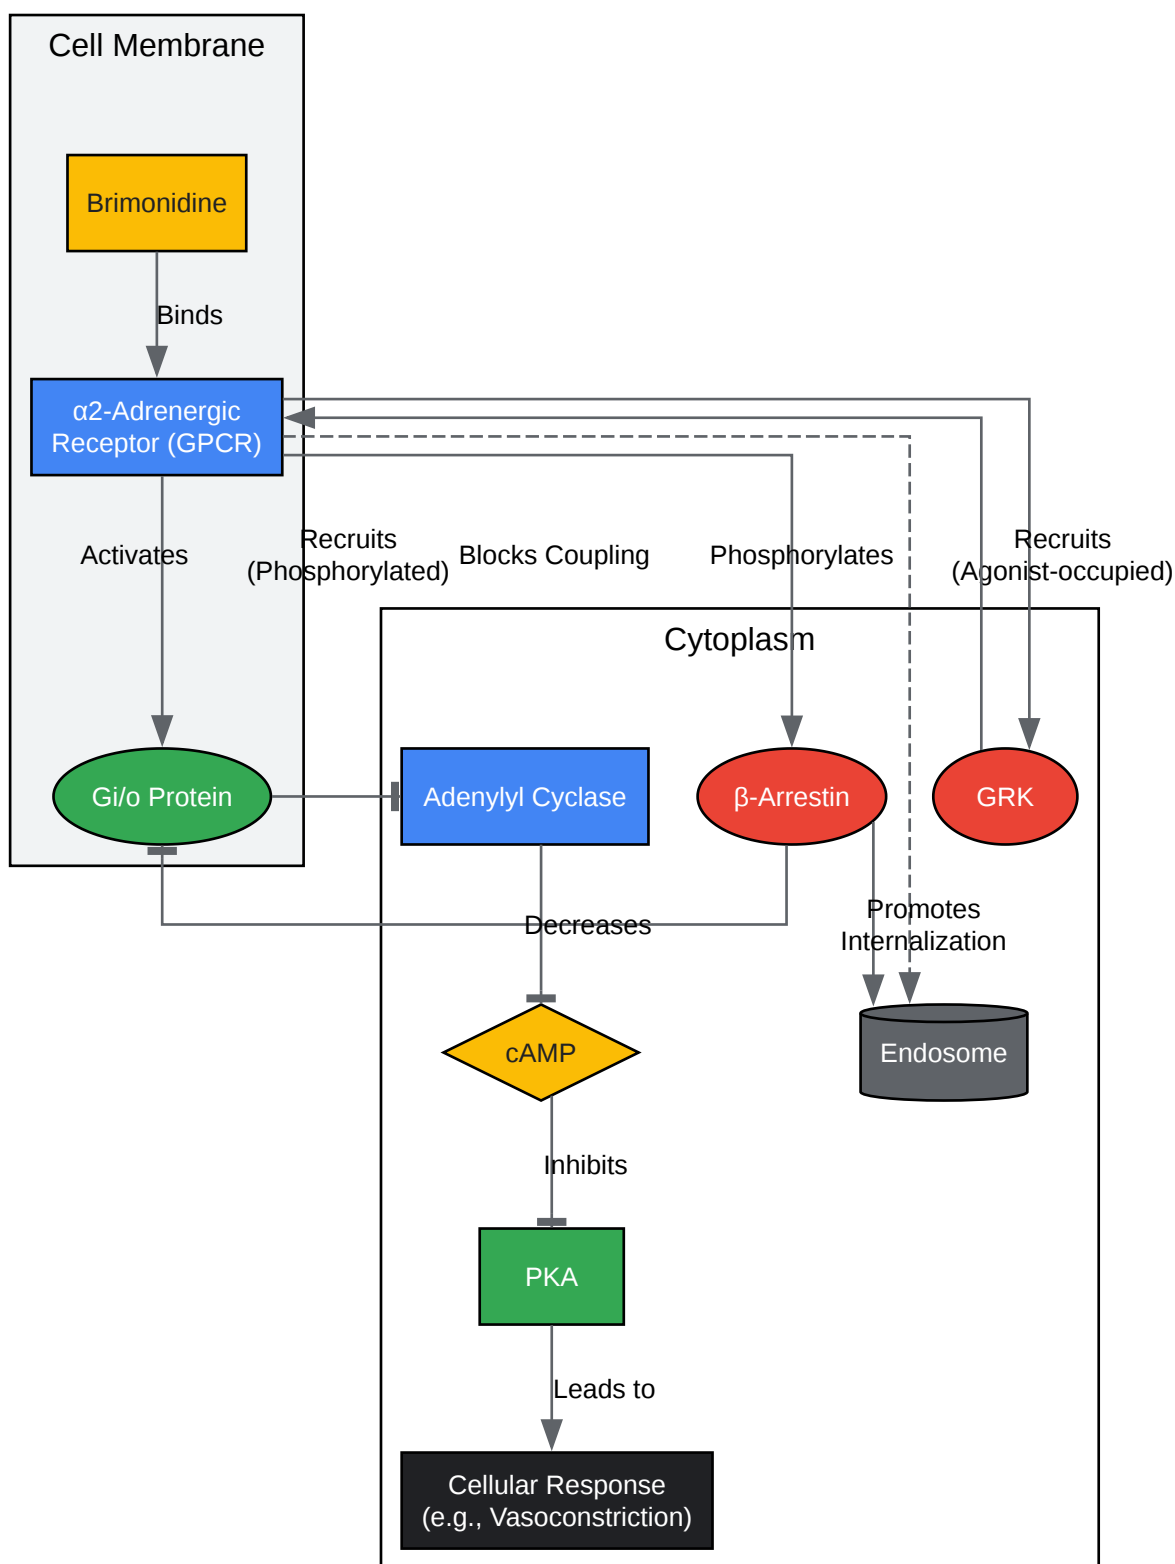 Cell Membrane
Brimonidine
Binds
α2-Adrenergic
Receptor (GPCR)
Activates
Recruits
(Phosphorylated)
Blocks Coupling
Phosphorylates
Recruits
(Agonist-occupied)
Cytoplasm
Gi/o Protein
Adenylyl Cyclase
β-Arrestin
GRK
Decreases
Promotes
Internalization
cAMP
Endosome
Inhibits
PKA
Leads to
Cellular Response
(e.g., Vasoconstriction)